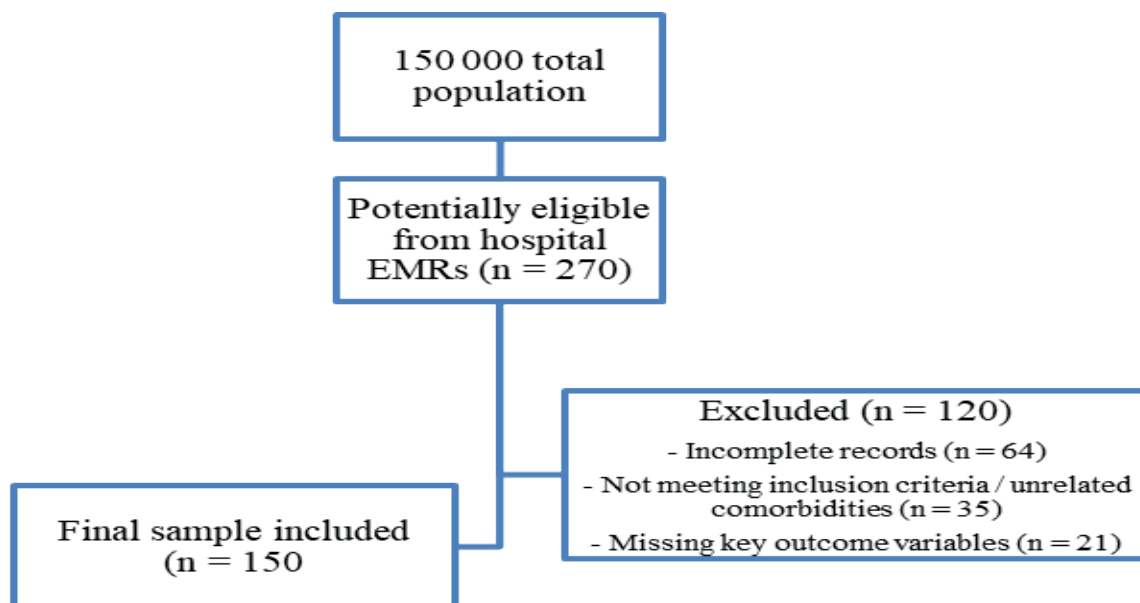 150 000 total
population
Potentially eligible
from hospital
EMRs (n = 270)
Excluded (n = 120)
- Incomplete records (n = 64)
- Not meeting inclusion criteria / unrelated
comorbidities (n = 35)
- Missing key outcome variables (n = 21)
Final sample included
(n = 150